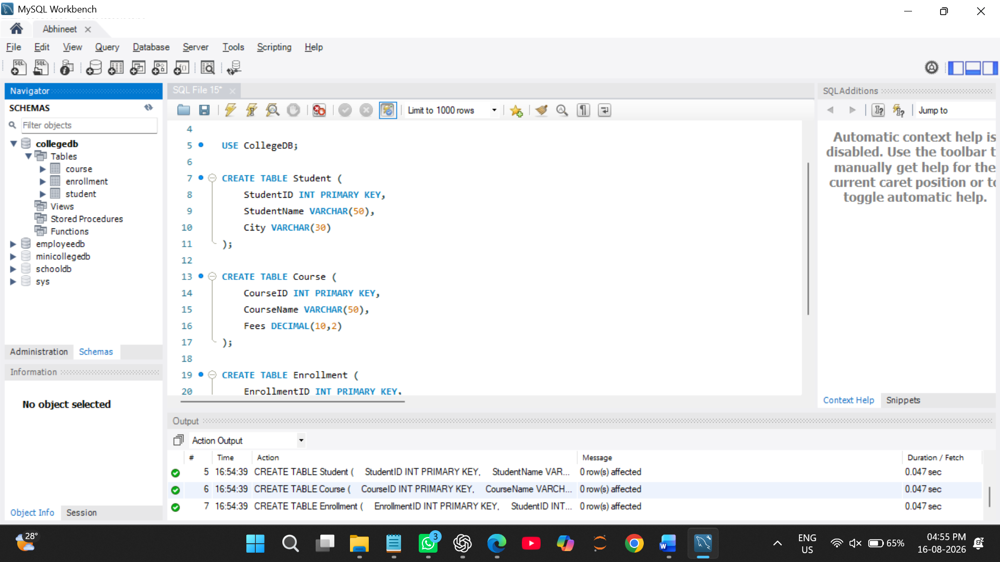 MySQL Workbench
Abhineet
File Edit View Query Database Server Tools Scripting Help
Navigator
SCHEMAS
Filter objects
collegedb
Tables
course
enrollment
student
Views
Stored Procedures
Functions
employeedb
minicollegedb
schooldb
sys
Administration Schemas
Information
No object selected
Object Info Session
SQL File 15*
Limit to 1000 rows
4
5 USE CollegeDB;
6
7 CREATE TABLE Student (
8 StudentID INT PRIMARY KEY,
9 StudentName VARCHAR(50),
10 City VARCHAR(30)
11 );
12
13 CREATE TABLE Course (
14 CourseID INT PRIMARY KEY,
15 CourseName VARCHAR(50),
16 Fees DECIMAL(10,2)
17 );
18
19 CREATE TABLE Enrollment (
20 EnrollmentID INT PRIMARY KEY,
SQLAdditions
Jump to
Automatic context help is
disabled. Use the toolbar t
manually get help for the
current caret position or to
toggle automatic help.
Context Help Snippets
Output
Action Output
# Time Action Message Duration / Fetch
5 16:54:39 CREATE TABLE Student ( StudentID INT PRIMARY KEY, StudentName VAR... 0 row(s) affected 0.047 sec
6 16:54:39 CREATE TABLE Course ( CourseID INT PRIMARY KEY, CourseName VARCH... 0 row(s) affected 0.047 sec
7 16:54:39 CREATE TABLE Enrollment ( EnrollmentID INT PRIMARY KEY, StudentID INT... 0 row(s) affected 0.047 sec
28°
3
ENG
US
65%
04:55 PM
16-08-2026